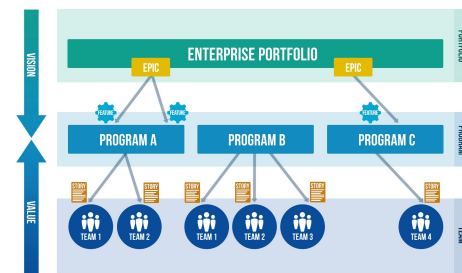 ENTERPRISE PORTFOLIO
EPIC
EPIC
VISION
FEATURE
FEATURE
FEATURE
PROGRAM A
PROGRAM B
PROGRAM C
VALUE
STORY
STORY
STORY
STORY
STORY
STORY
TEAM 1
TEAM 2
TEAM 1
TEAM 2
TEAM 3
TEAM 4